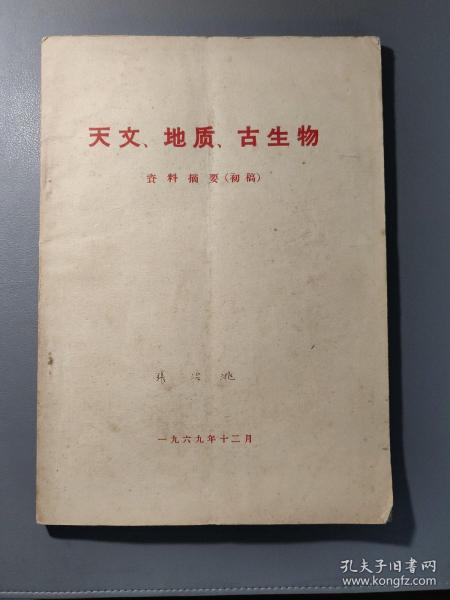 天文、地质、古生物
资料摘要(初稿)
一九六九年十二月
孔夫子旧书网
www.kongfz.com